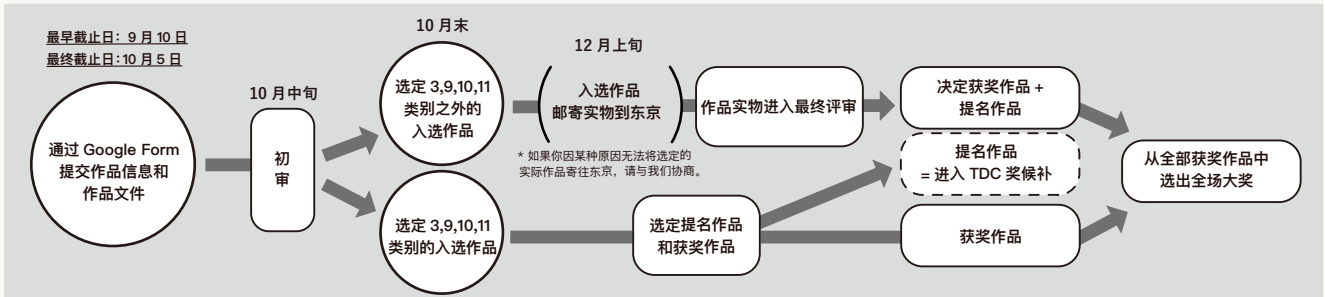 最早截止日：9 月 10 日
最终截止日：10 月 5 日
通过 Google Form
提交作品信息和
作品文件
10 月中旬
初
审
10 月末
选定 3,9,10,11
类别之外的
入选作品
12 月上旬
入选作品
邮寄实物到东京
* 如果你因某种原因无法将选定的
实际作品寄往东京，请与我们协商。
作品实物进入最终评审
决定获奖作品 +
提名作品
提名作品
= 进入 TDC 奖候补
选定 3,9,10,11
类别的入选作品
选定提名作品
和获奖作品
获奖作品
从全部获奖作品中
选出全场大奖